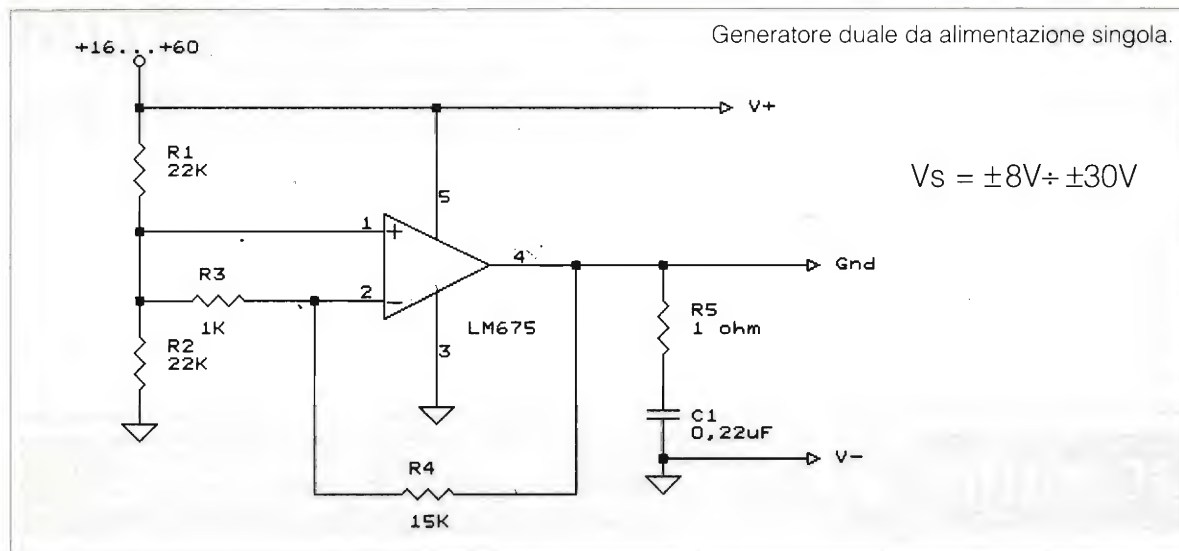 Generatore duale da alimentazione singola.
+16...+60
V+
R1
22K
Vs = ±8V÷ ±30V
5
1
+
4
Gnd
R3
1K
2
−
LM675
3
R2
22K
R5
1 ohm
C1
0,22uF
V-
R4
15K